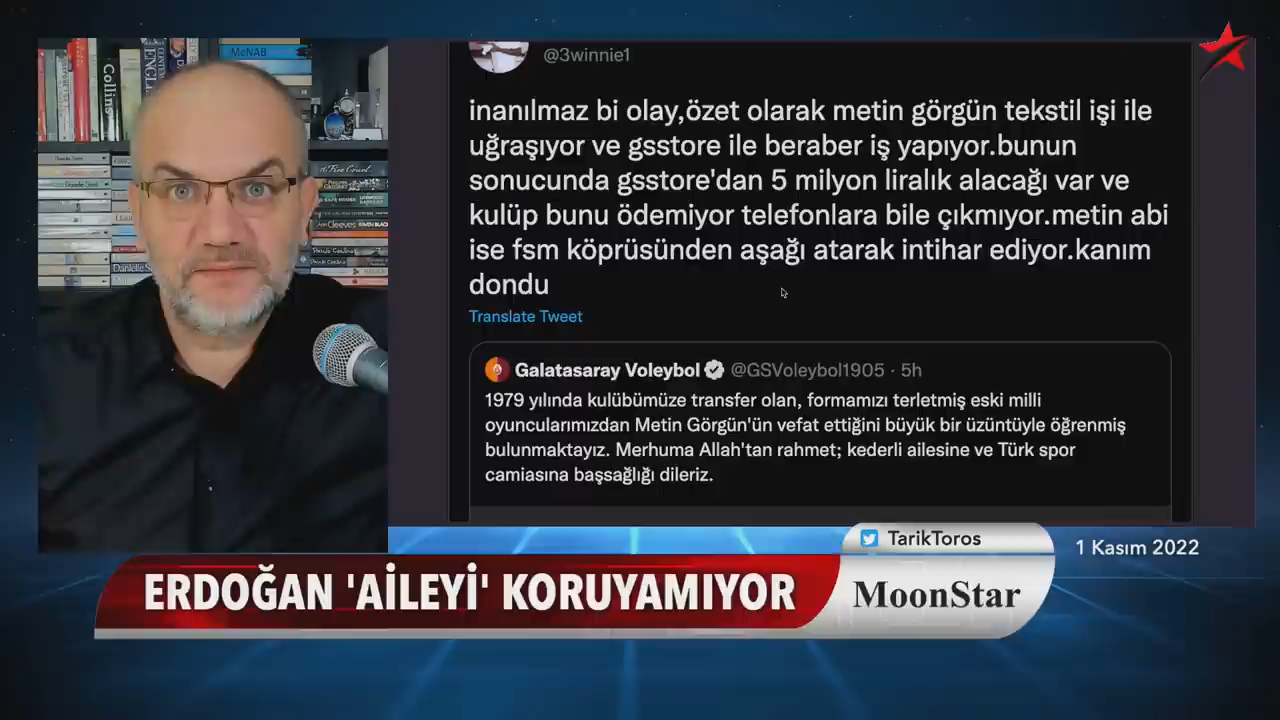 McNAB
Collins
ENGLISH
@3winnie1
inanılmaz bi olay,özet olarak metin görgün tekstil işi ile
uğraşıyor ve gsstore ile beraber iş yapıyor.bunun
sonucunda gsstore'dan 5 milyon liralık alacağı var ve
kulüp bunu ödemiyor telefonlara bile çıkmıyor.metin abi
ise fsm köprüsünden aşağı atarak intihar ediyor.kanım
dondu
Translate Tweet
Galatasaray Voleybol @GSVoleybol1905 · 5h
1979 yılında kulübümüze transfer olan, formamızı terletmiş eski milli
oyuncularımızdan Metin Görgün'ün vefat ettiğini büyük bir üzüntüyle öğrenmiş
bulunmaktayız. Merhuma Allah'tan rahmet; kederli ailesine ve Türk spor
camiasına başsağlığı dileriz.
TarikToros
1 Kasım 2022
ERDOĞAN 'AİLEYİ' KORUYAMIYOR
MoonStar